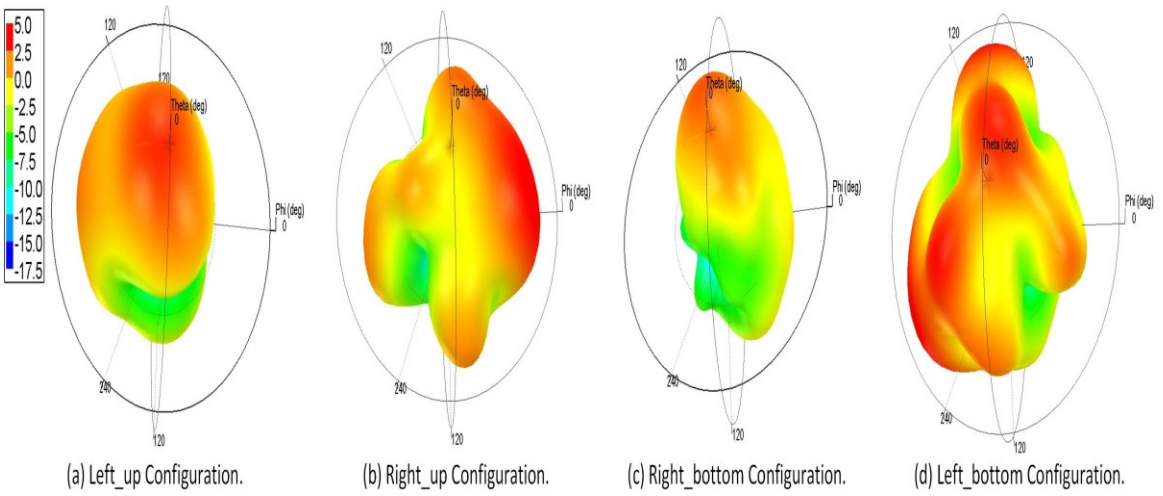 5.0
2.5
0.0
-2.5
-5.0
-7.5
-10.0
-12.5
-15.0
-17.5
120
120
Theta (deg)
0
Phi (deg)
0
240
120
(a) Left_up Configuration.
120
Theta (deg)
0
Phi (deg)
0
240
120
(b) Right_up Configuration.
120
Theta (deg)
0
Phi (deg)
0
240
120
(c) Right_bottom Configuration.
120
120
Theta (deg)
0
Phi (deg)
0
240
120
(d) Left_bottom Configuration.